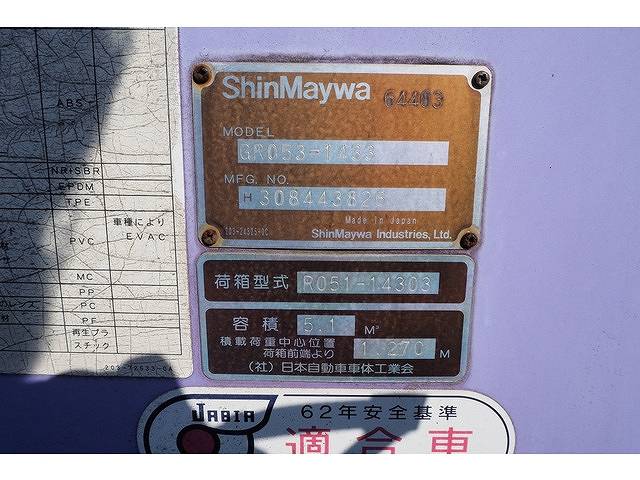 ABS
NR+SBR
EPDM
TPE
PVC
車種により
EVAC
MC
PP
PC
PF
再生プラ
スチック
ShinMaywa 64403
MODEL
GR053-1433
MFG. NO.
H 308443826
Made in Japan
ShinMaywa Industries, Ltd.
荷箱型式 R051-14303
容積 5.1 M³
積載荷重中心位置
荷箱前端より 1.270 M
(社)日本自動車車体工業会
JABIA
62年安全基準
適合車